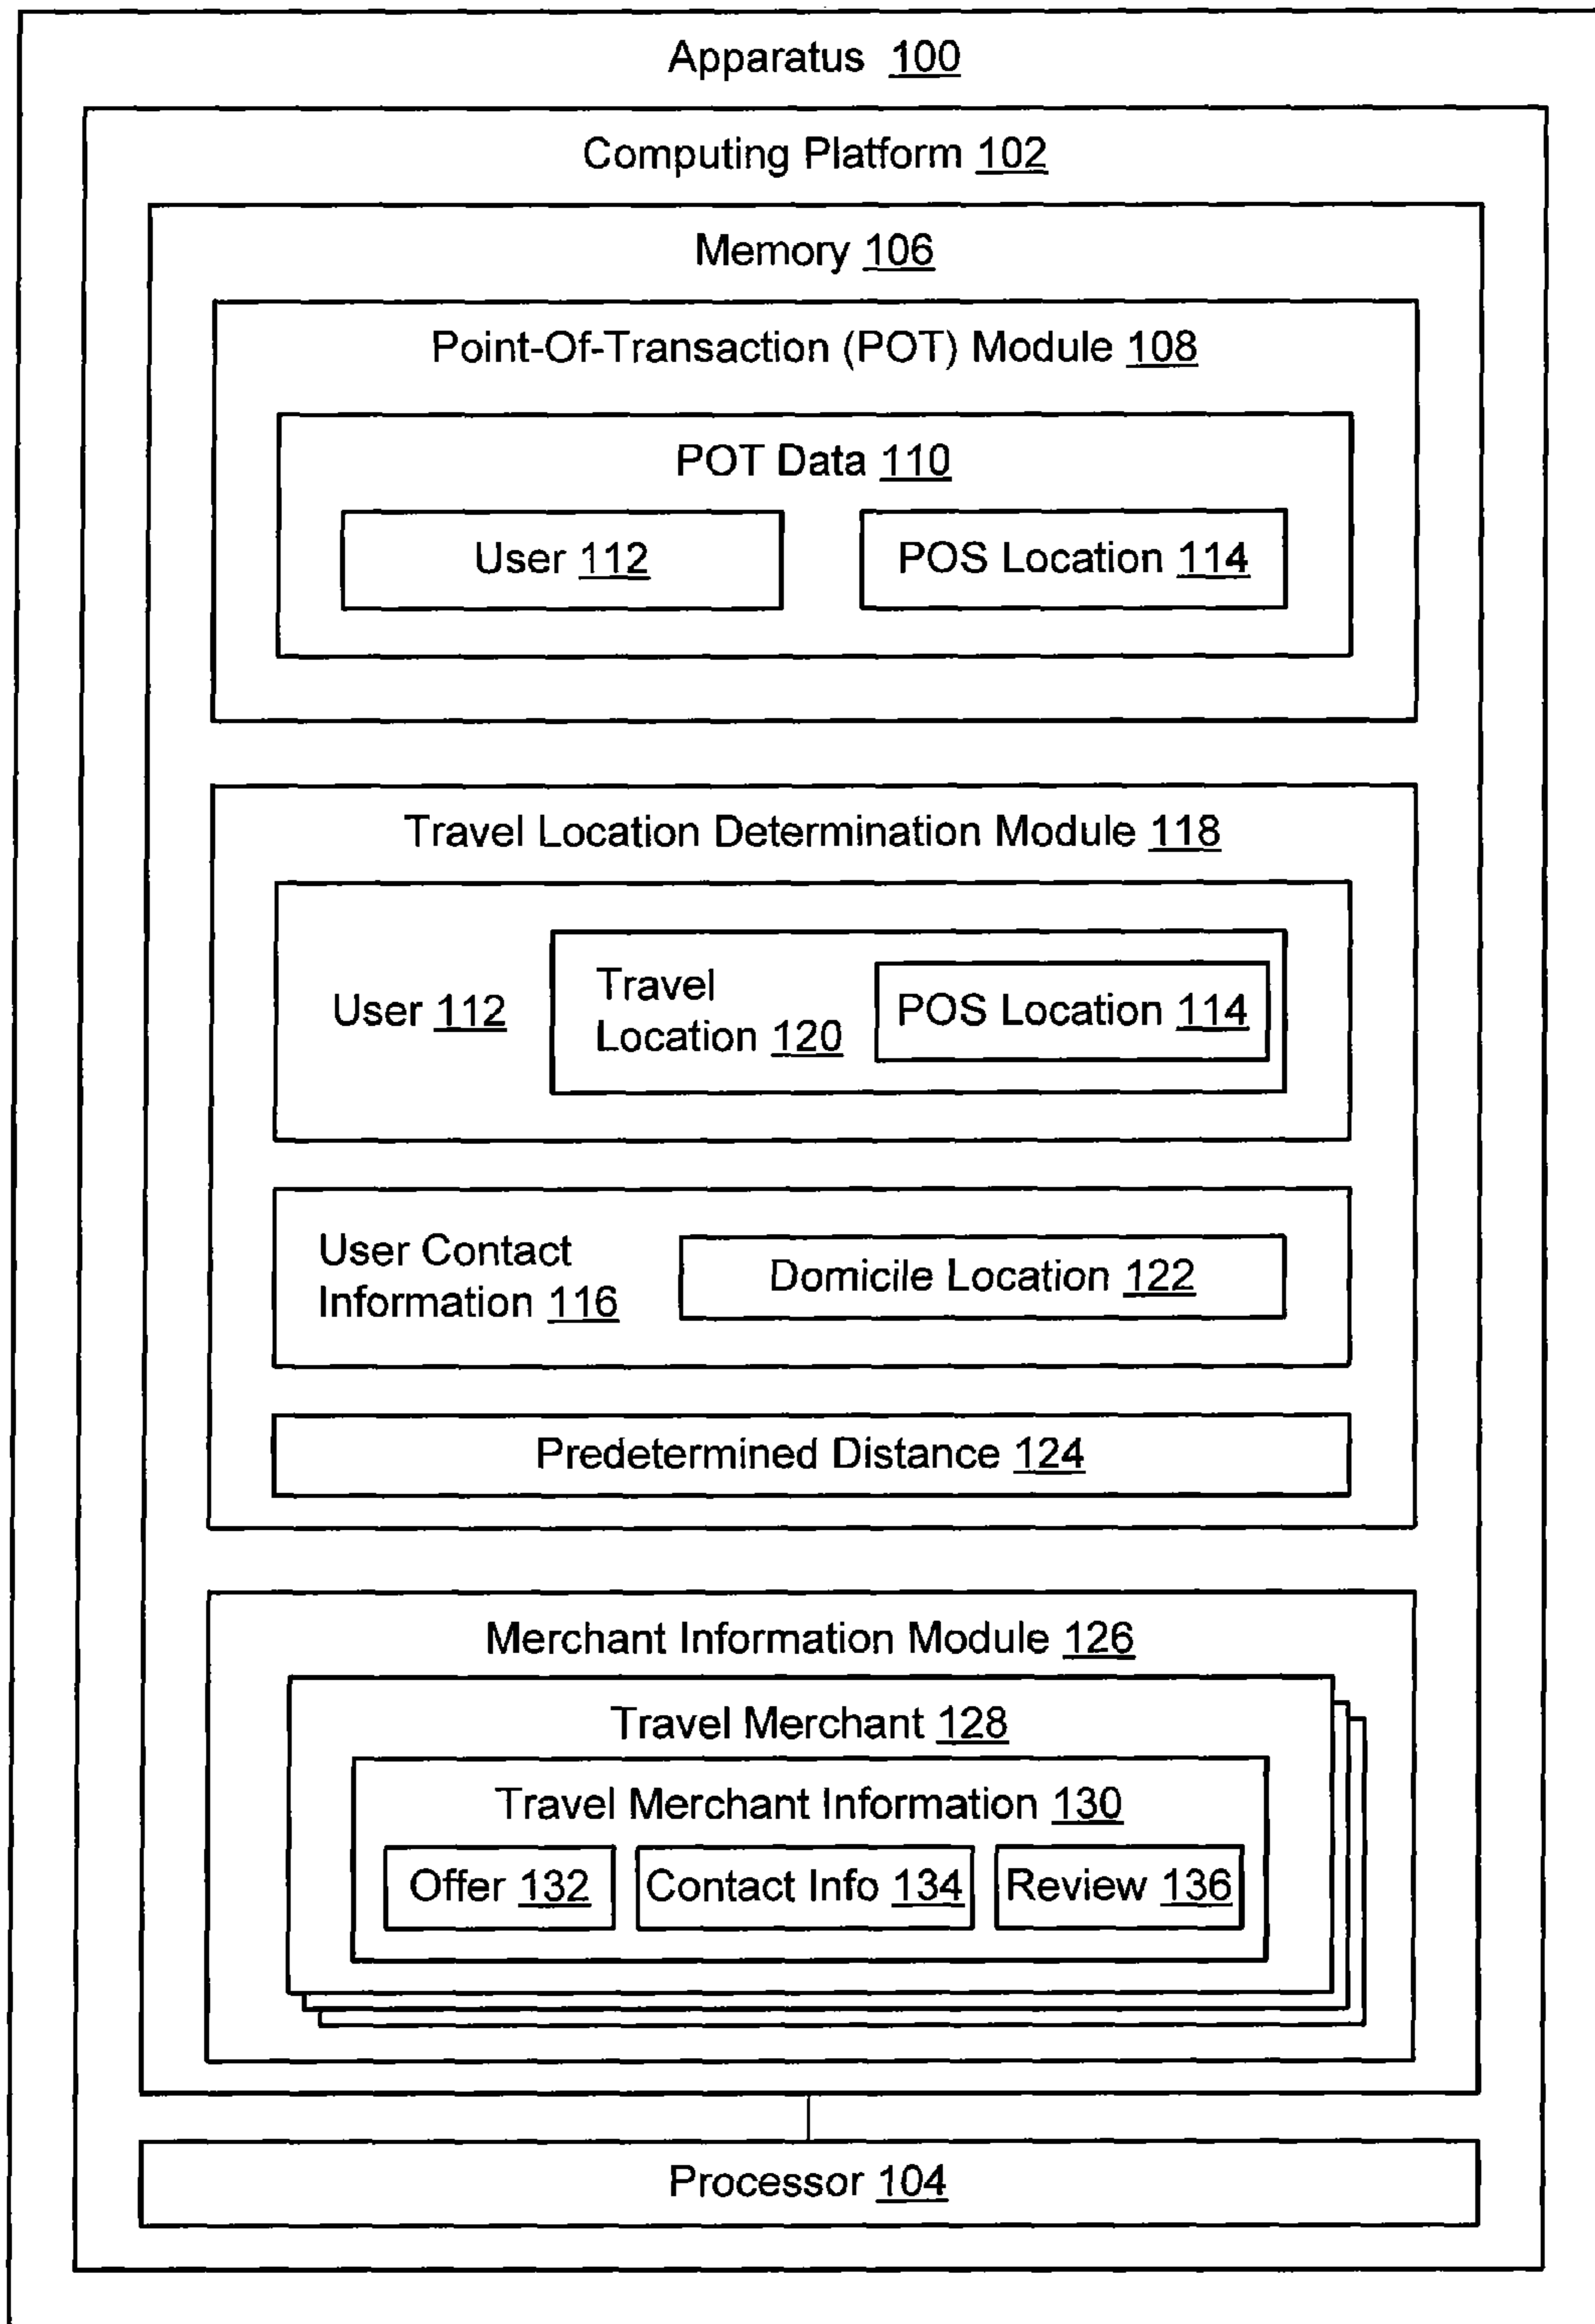 Apparatus 100
Computing Platform 102
Memory 106
Point-Of-Transaction (POT) Module 108
POT Data 110
User 112
POS Location 114
Travel Location Determination Module 118
User 112
Travel
Location 120
POS Location 114
User Contact
Information 116
Domicile Location 122
Predetermined Distance 124
Merchant Information Module 126
Travel Merchant 128
Travel Merchant Information 130
Offer 132
Contact Info 134
Review 136
Processor 104